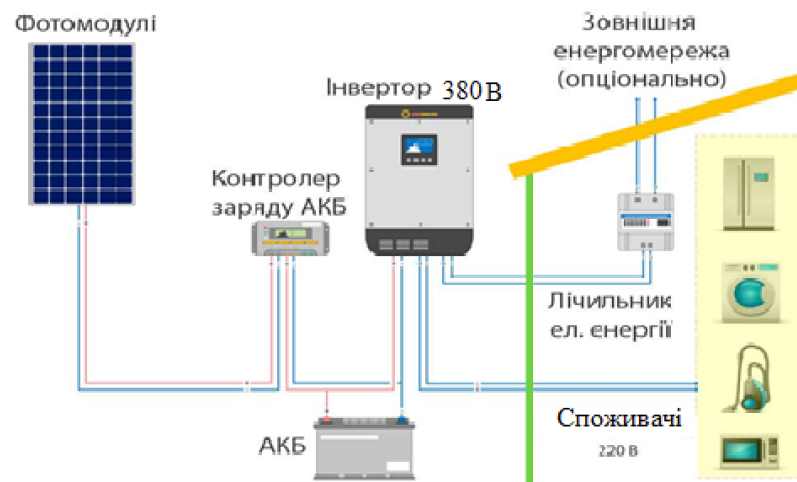 Фотомодулі
Зовнішня
енергомережа
(опціонально)
Інвертор 380В
Контролер
заряду АКБ
Лічильник
ел. енергії
Споживачі
220 В
АКБ